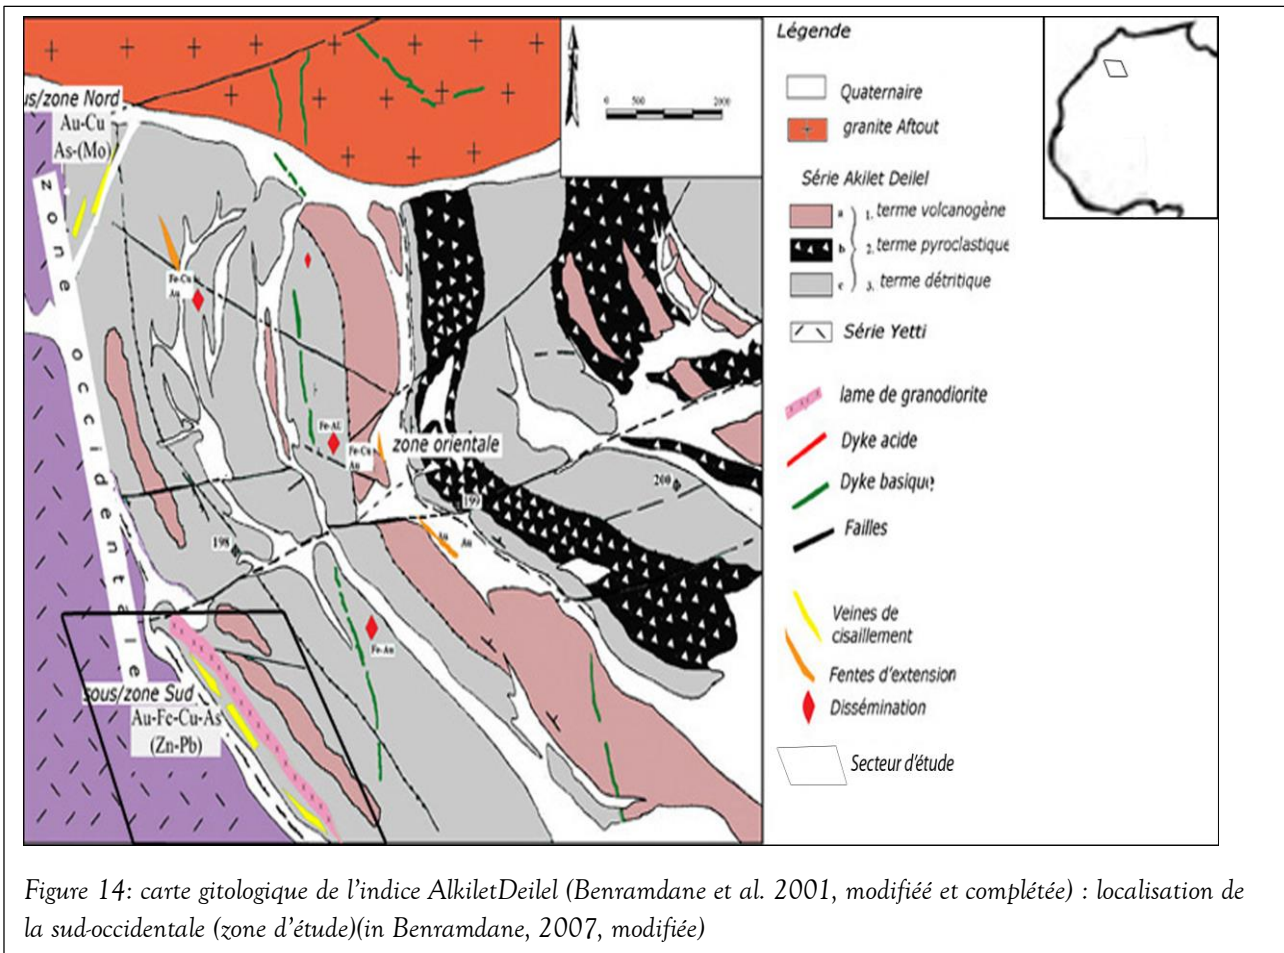 us/zone Nord
Au-Cu
As-(Mo)
zone occidentale
Fe-Cu
Au
Fe-AU
Fe-Cu
Au
zone orientale
198
199
200
Au
Au
Fe-Au
sous/zone Sud
Au-Fe-Cu-As
(Zn-Pb)
0 500 2000
Légende
Quaternaire
granite Aftout
Série Akilet Deilel
a 1. terme volcanogène
b 2. terme pyroclastique
c 3. terme détritique
Série Yetti
lame de granodiorite
Dyke acide
Dyke basique
Failles
Veines de
cisaillement
Fentes d'extension
Dissémination
Secteur d'étude
Figure 14: carte gitologique de l'indice AlkiletDeilel (Benramdane et al. 2001, modifiéé et complétée) : localisation de
la sud-occidentale (zone d'étude)(in Benramdane, 2007, modifiée)